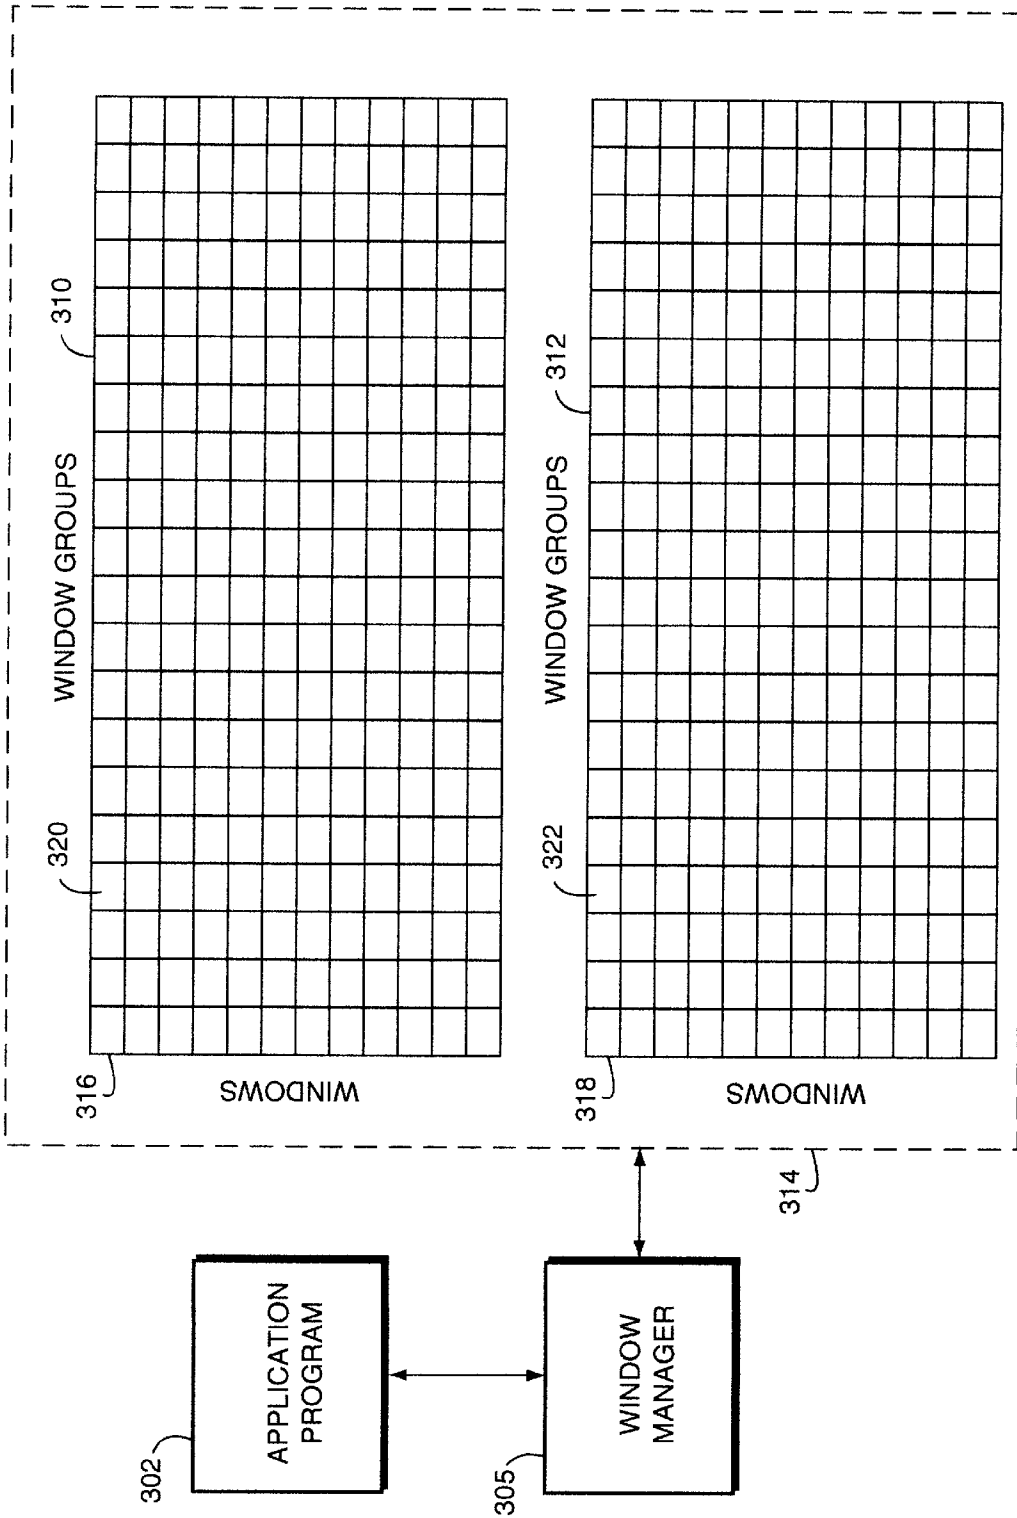 302
APPLICATION
PROGRAM
305
WINDOW
MANAGER
314
316
WINDOWS
320
WINDOW GROUPS
310
318
WINDOWS
322
WINDOW GROUPS
312